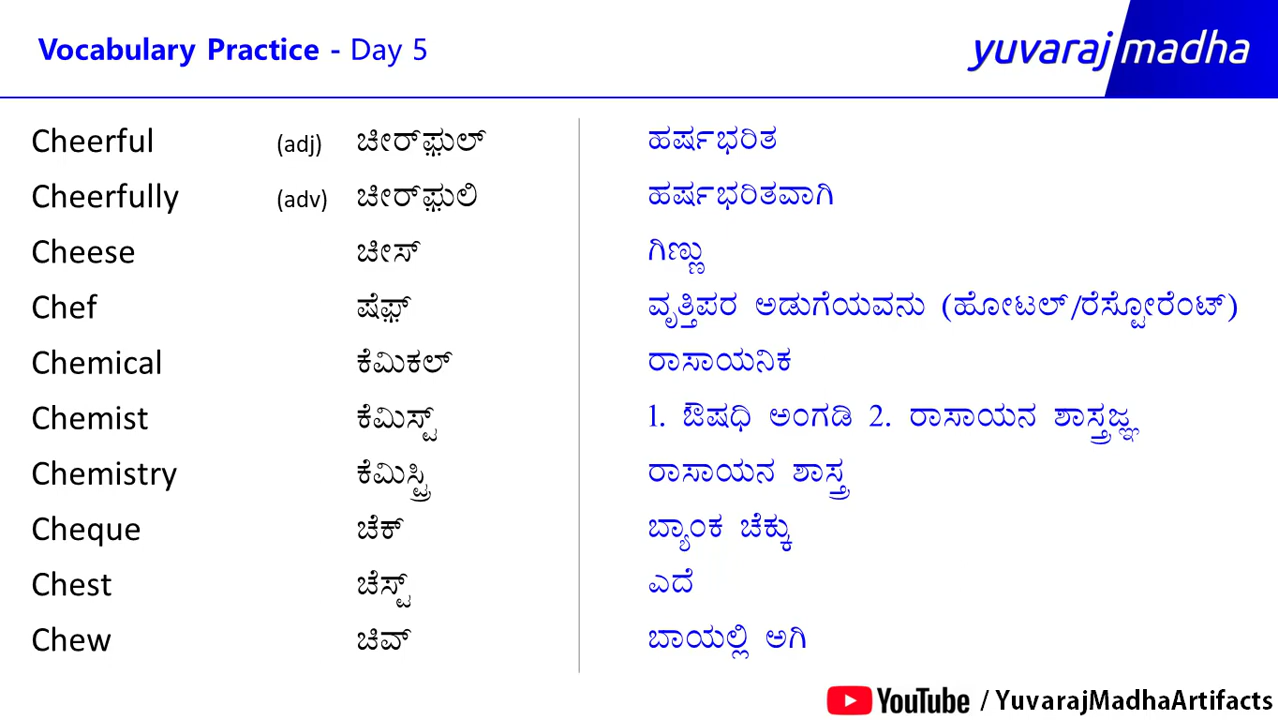 Vocabulary Practice - Day 5
yuvaraj madha
Cheerful (adj) ಚೀರ್‌ಫ಼ುಲ್ ಹರ್ಷಭರಿತ
Cheerfully (adv) ಚೀರ್‌ಫ಼ುಲಿ ಹರ್ಷಭರಿತವಾಗಿ
Cheese ಚೀಸ್ ಗಿಣ್ಣು
Chef ಷೆಫ಼್ ವೃತ್ತಿಪರ ಅಡುಗೆಯವನು (ಹೋಟಲ್/ರೆಸ್ಟೋರೆಂಟ್)
Chemical ಕೆಮಿಕಲ್ ರಾಸಾಯನಿಕ
Chemist ಕೆಮಿಸ್ಟ್ 1. ಔಷಧಿ ಅಂಗಡಿ 2. ರಾಸಾಯನ ಶಾಸ್ತ್ರಜ್ಞ
Chemistry ಕೆಮಿಸ್ಟ್ರಿ ರಾಸಾಯನ ಶಾಸ್ತ್ರ
Cheque ಚೆಕ್ ಬ್ಯಾಂಕ ಚೆಕ್ಕು
Chest ಚೆಸ್ಟ್ ಎದೆ
Chew ಚಿವ್ ಬಾಯಲ್ಲಿ ಅಗಿ
YouTube / YuvarajMadhaArtifacts